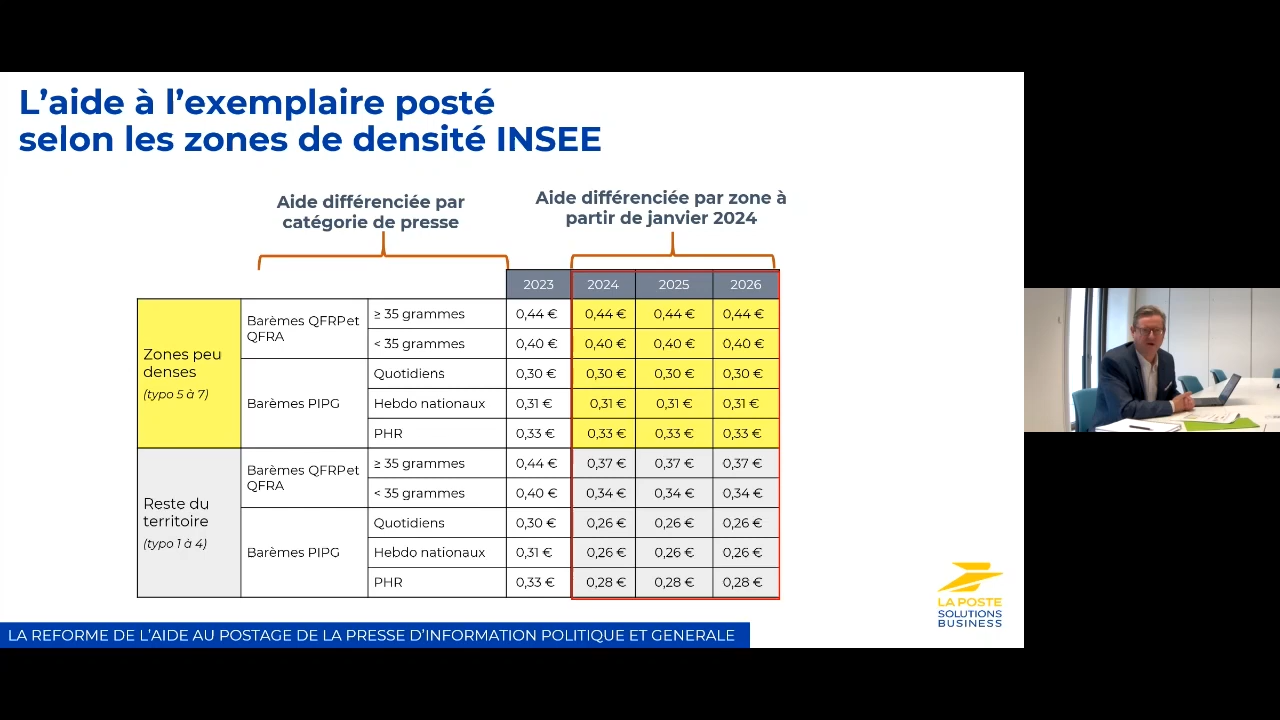 L'aide à l'exemplaire posté
selon les zones de densité INSEE
Aide différenciée par
catégorie de presse
Aide différenciée par zone à
partir de janvier 2024
2023 2024 2025 2026
Zones peu
denses
(typo 5 à 7)
Barèmes QFRPet
QFRA
≥ 35 grammes 0,44 € 0,44 € 0,44 € 0,44 €
< 35 grammes 0,40 € 0,40 € 0,40 € 0,40 €
Barèmes PIPG
Quotidiens 0,30 € 0,30 € 0,30 € 0,30 €
Hebdo nationaux 0,31 € 0,31 € 0,31 € 0,31 €
PHR 0,33 € 0,33 € 0,33 € 0,33 €
Reste du
territoire
(typo 1 à 4)
Barèmes QFRPet
QFRA
≥ 35 grammes 0,44 € 0,37 € 0,37 € 0,37 €
< 35 grammes 0,40 € 0,34 € 0,34 € 0,34 €
Barèmes PIPG
Quotidiens 0,30 € 0,26 € 0,26 € 0,26 €
Hebdo nationaux 0,31 € 0,26 € 0,26 € 0,26 €
PHR 0,33 € 0,28 € 0,28 € 0,28 €
LA POSTE
SOLUTIONS
BUSINESS
LA REFORME DE L'AIDE AU POSTAGE DE LA PRESSE D'INFORMATION POLITIQUE ET GENERALE